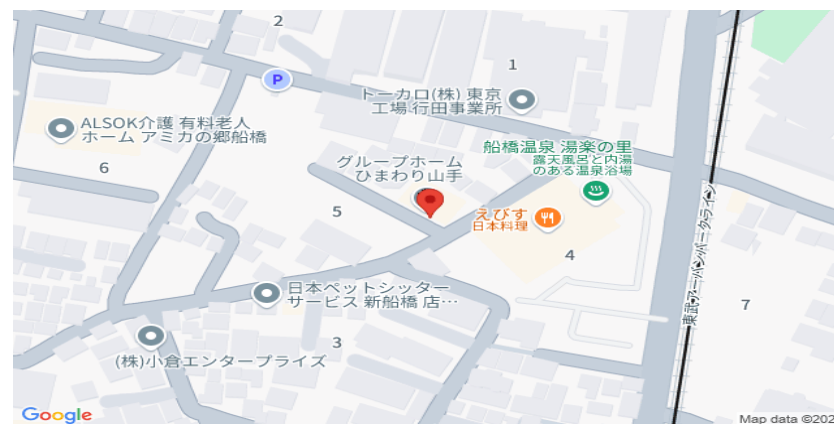 2
1
P
トーカロ(株) 東京
工場 行田事業所
ALSOK介護 有料老人
ホーム アミカの郷船橋
6
船橋温泉 湯楽の里
露天風呂と内湯
のある温泉浴場
グループホーム
ひまわり山手
5
えびす
日本料理
4
東武アーバンパークライン
7
日本ペットシッター
サービス 新船橋 店…
3
(株)小倉エンタープライズ
Google
Map data ©202